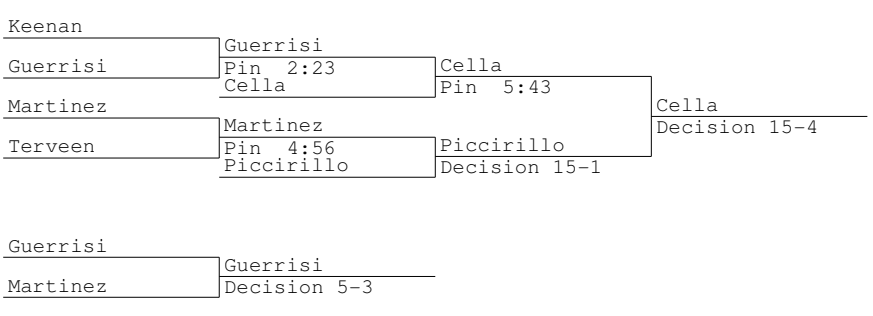 Keenan
Guerrisi
Guerrisi
Pin 2:23
Cella
Cella
Pin 5:43
Martinez
Terveen
Martinez
Pin 4:56
Piccirillo
Piccirillo
Decision 15-1
Cella
Decision 15-4
Guerrisi
Martinez
Guerrisi
Decision 5-3